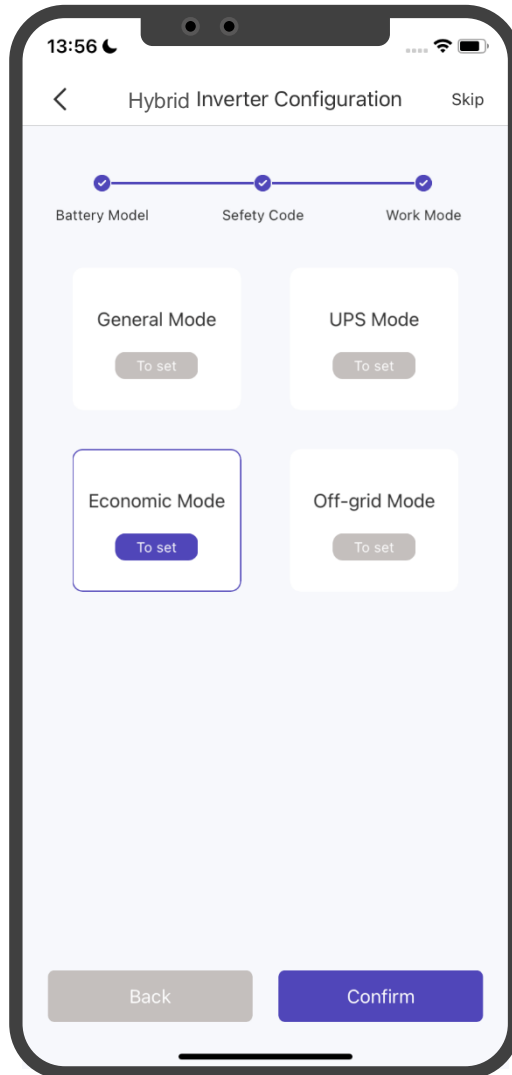 13:56
Hybrid Inverter Configuration Skip
Battery Model Sefety Code Work Mode
General Mode UPS Mode
To set To set
Economic Mode Off-grid Mode
To set To set
Back Confirm